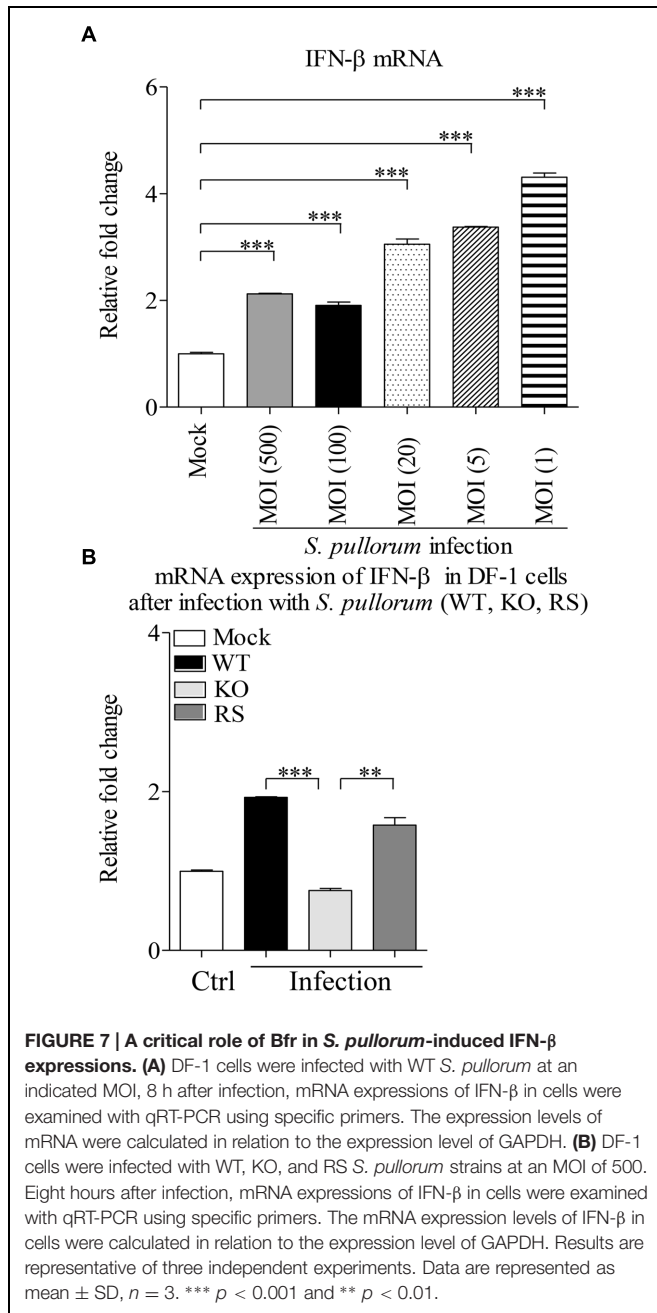 A
IFN-β mRNA
Relative fold change
6
4
2
0
***
***
***
***
***
Mock
MOI (500)
MOI (100)
MOI (20)
MOI (5)
MOI (1)
S. pullorum infection
B
mRNA expression of IFN-β in DF-1 cells
after infection with S. pullorum (WT, KO, RS)
Relative fold change
4
2
0
Mock
WT
KO
RS
***
**
Ctrl
Infection
FIGURE 7 | A critical role of Bfr in S. pullorum-induced IFN-β
expressions. (A) DF-1 cells were infected with WT S. pullorum at an
indicated MOI, 8 h after infection, mRNA expressions of IFN-β in cells were
examined with qRT-PCR using specific primers. The expression levels of
mRNA were calculated in relation to the expression level of GAPDH. (B) DF-1
cells were infected with WT, KO, and RS S. pullorum strains at an MOI of 500.
Eight hours after infection, mRNA expressions of IFN-β in cells were examined
with qRT-PCR using specific primers. The mRNA expression levels of IFN-β in
cells were calculated in relation to the expression level of GAPDH. Results are
representative of three independent experiments. Data are represented as
mean ± SD, n = 3. *** p < 0.001 and ** p < 0.01.